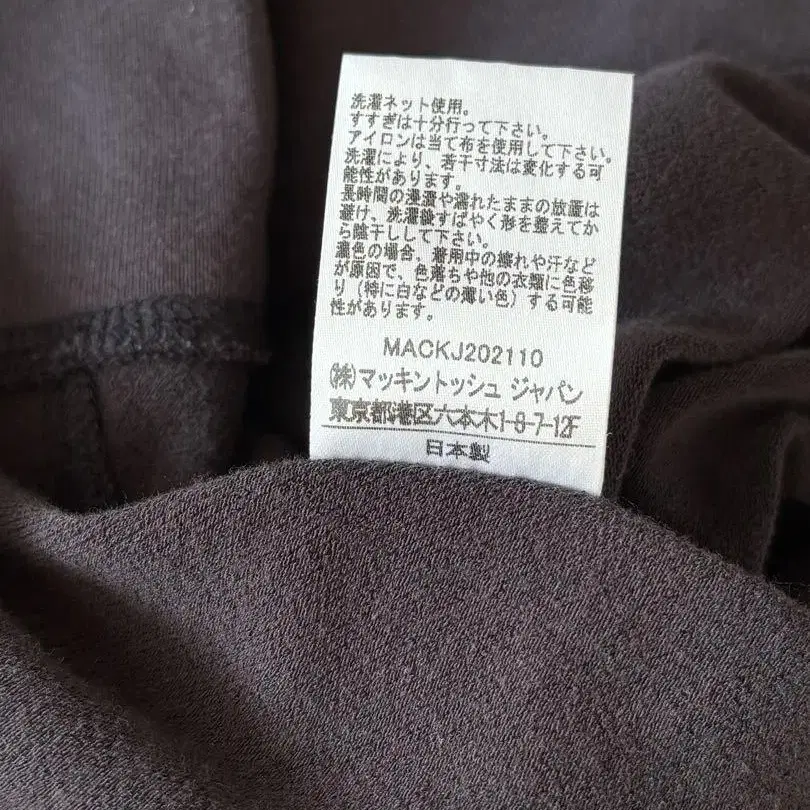 洗濯ネット使用。
すすぎは十分行って下さい。
アイロンは当て布を使用して下さい。
洗濯により、若干寸法は変化する可
能性があります。
長時間の浸漬や濡れたままの放置は
避け、洗濯後すばやく形を整えてか
ら陰干しして下さい。
濃色の場合、着用中の擦れや汗など
が原因で、色落ちや他の衣類に色移
り（特に白などの薄い色）する可能
性があります。
MACKJ202110
㈱マッキントッシュ ジャパン
東京都港区六本木1-8-7-12F
日本製